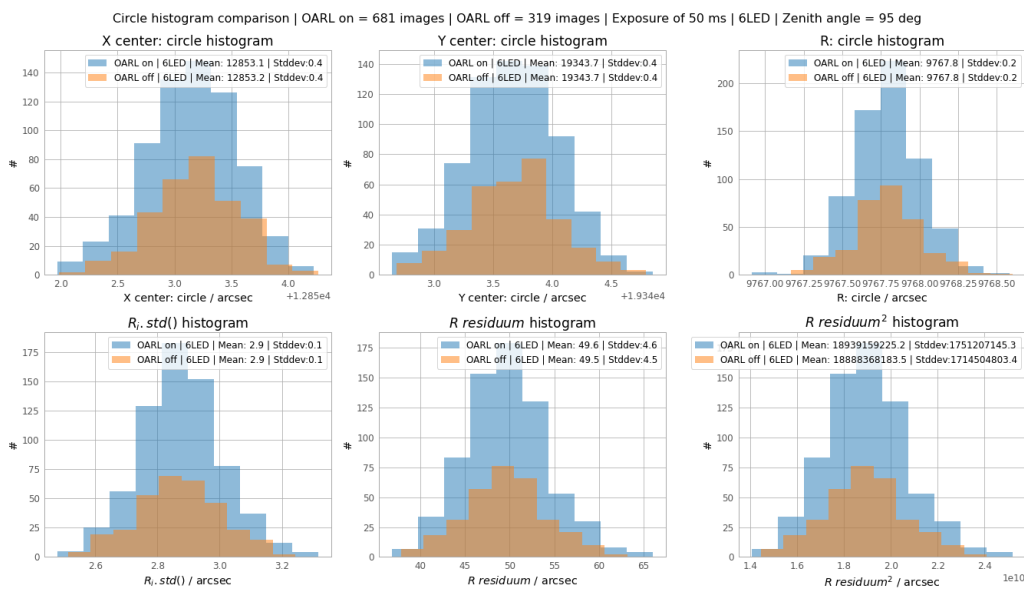 Circle histogram comparison | OARL on = 681 images | OARL off = 319 images | Exposure of 50 ms | 6LED | Zenith angle = 95 deg
X center: circle histogram
OARL on | 6LED | Mean: 12853.1 | Stddev:0.4
OARL off | 6LED | Mean: 12853.2 | Stddev:0.4
140
120
100
80
60
40
20
0
#
2.0 2.5 3.0 3.5 4.0
+1.285e4
X center: circle / arcsec
Y center: circle histogram
OARL on | 6LED | Mean: 19343.7 | Stddev:0.4
OARL off | 6LED | Mean: 19343.7 | Stddev:0.4
140
120
100
80
60
40
20
0
#
3.0 3.5 4.0 4.5
+1.934e4
Y center: circle / arcsec
R: circle histogram
OARL on | 6LED | Mean: 9767.8 | Stddev:0.2
OARL off | 6LED | Mean: 9767.8 | Stddev:0.2
200
150
100
50
0
#
9767.00 9767.25 9767.50 9767.75 9768.00 9768.25 9768.50
R: circle / arcsec
R_i.std() histogram
OARL on | 6LED | Mean: 2.9 | Stddev:0.1
OARL off | 6LED | Mean: 2.9 | Stddev:0.1
175
150
125
100
75
50
25
0
#
2.6 2.8 3.0 3.2
R_i.std() / arcsec
R residuum histogram
OARL on | 6LED | Mean: 49.6 | Stddev:4.6
OARL off | 6LED | Mean: 49.5 | Stddev:4.5
175
150
125
100
75
50
25
0
#
40 45 50 55 60 65
R residuum / arcsec
R residuum² histogram
OARL on | 6LED | Mean: 18939159225.2 | Stddev:1751207145.3
OARL off | 6LED | Mean: 18888368183.5 | Stddev:1714504803.4
175
150
125
100
75
50
25
0
#
1.4 1.6 1.8 2.0 2.2 2.4
1e10
R residuum² / arcsec